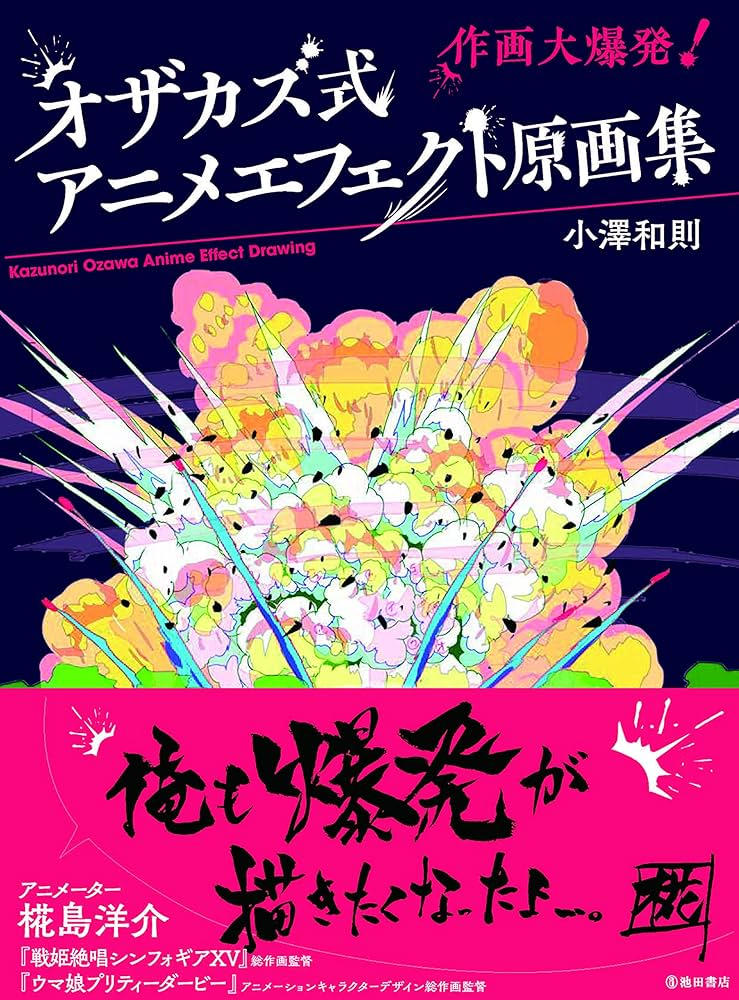 作画大爆発！
オザカズ式
アニメエフェクト原画集
小澤和則
Kazunori Ozawa Anime Effect Drawing
俺も爆発が
描きたくなったよ…。
椛
アニメーター
椛島洋介
『戦姫絶唱シンフォギアXV』総作画監督
『ウマ娘プリティーダービー』アニメーションキャラクターデザイン総作画監督
池田書店